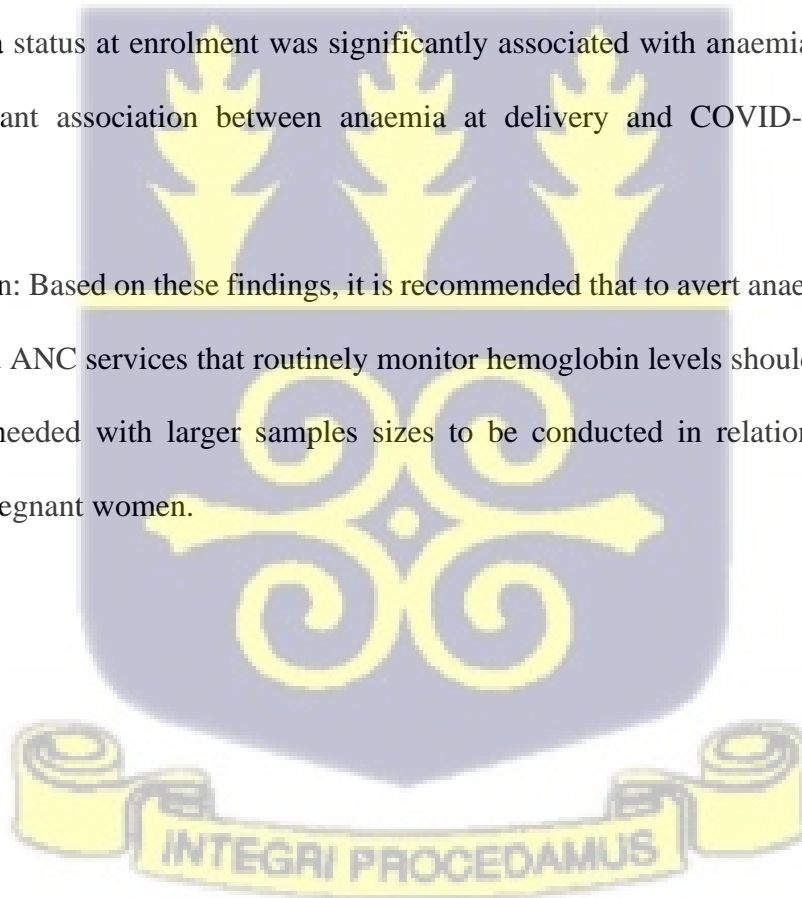 status at enrolment was significantly associated with anaemia
ant association between anaemia at delivery and COVID-
n: Based on these findings, it is recommended that to avert anae
ANC services that routinely monitor hemoglobin levels should
needed with larger samples sizes to be conducted in relation
egnant women.
INTEGRI PROCEDAMUS